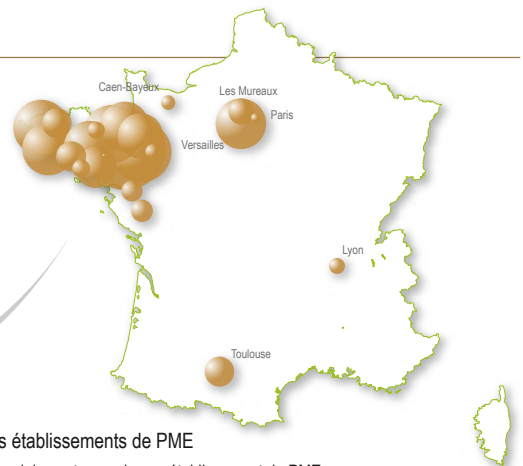 Caen-Bayeux
Les Mureaux
Paris
Versailles
Lyon
Toulouse
s établissements de PME